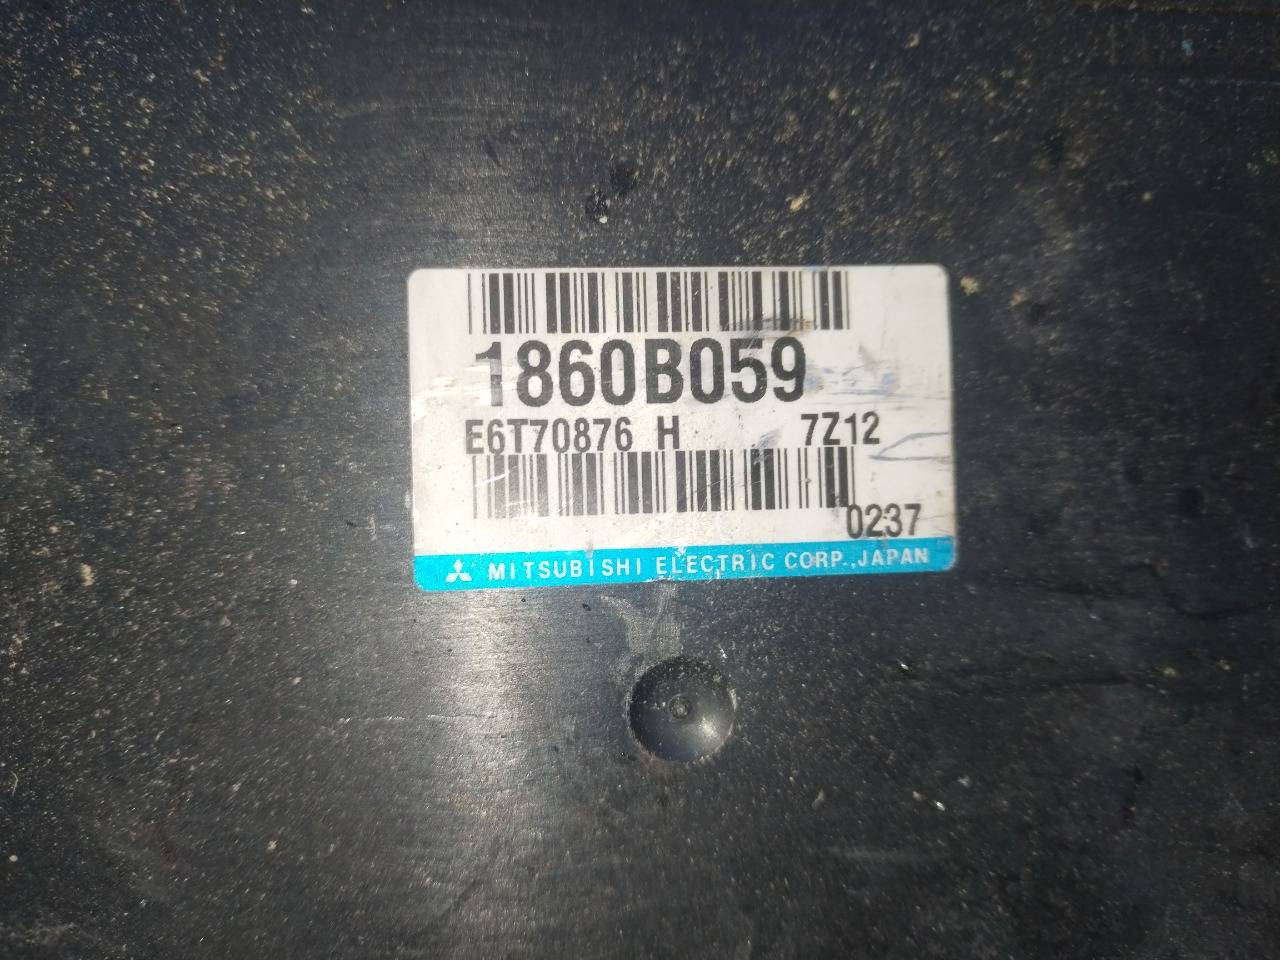 1860B059
E6T70876 H 7Z12
0237
MITSUBISHI ELECTRIC CORP.,JAPAN